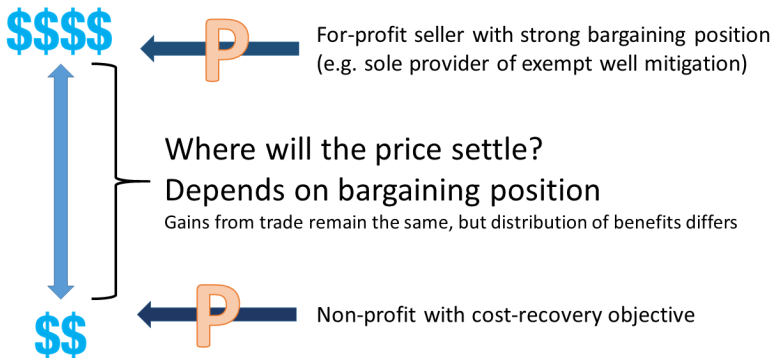 $$$$
P
For-profit seller with strong bargaining position
(e.g. sole provider of exempt well mitigation)
Where will the price settle?
Depends on bargaining position
Gains from trade remain the same, but distribution of benefits differs
P
Non-profit with cost-recovery objective
$$